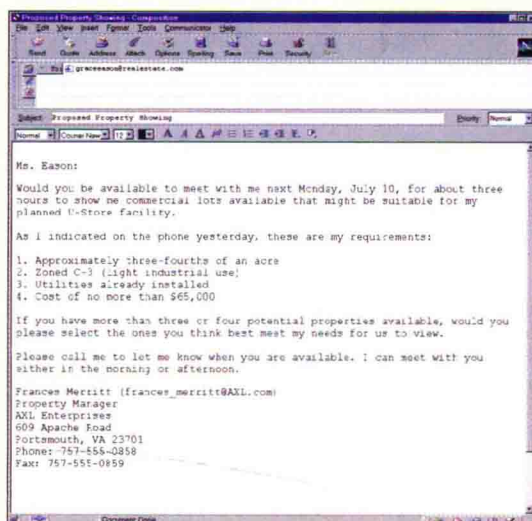 Proposed Property Showing - Composition
File Edit View Insert Format Tools Communicator Help
Send Quote Address Attach Options Spelling Save Print Security
graceeason@realestate.com
Subject: Proposed Property Showing Priority: Normal
Normal Courier New 12
Ms. Eason:
Would you be available to meet with me next Monday, July 10, for about three
hours to show me commercial lots available that might be suitable for my
planned U-Store facility.
As I indicated on the phone yesterday, these are my requirements:
1. Approximately three-fourths of an acre
2. Zoned C-3 (light industrial use)
3. Utilities already installed
4. Cost of no more than $65,000
If you have more than three or four potential properties available, would you
please select the ones you think best meet my needs for us to view.
Please call me to let me know when you are available. I can meet with you
either in the morning or afternoon.
Frances Merritt (frances_merritt@AXL.com)
Property Manager
AXL Enterprises
609 Apache Road
Portsmouth, VA 23701
Phone: 757-555-0858
Fax: 757-555-0859
Document Done